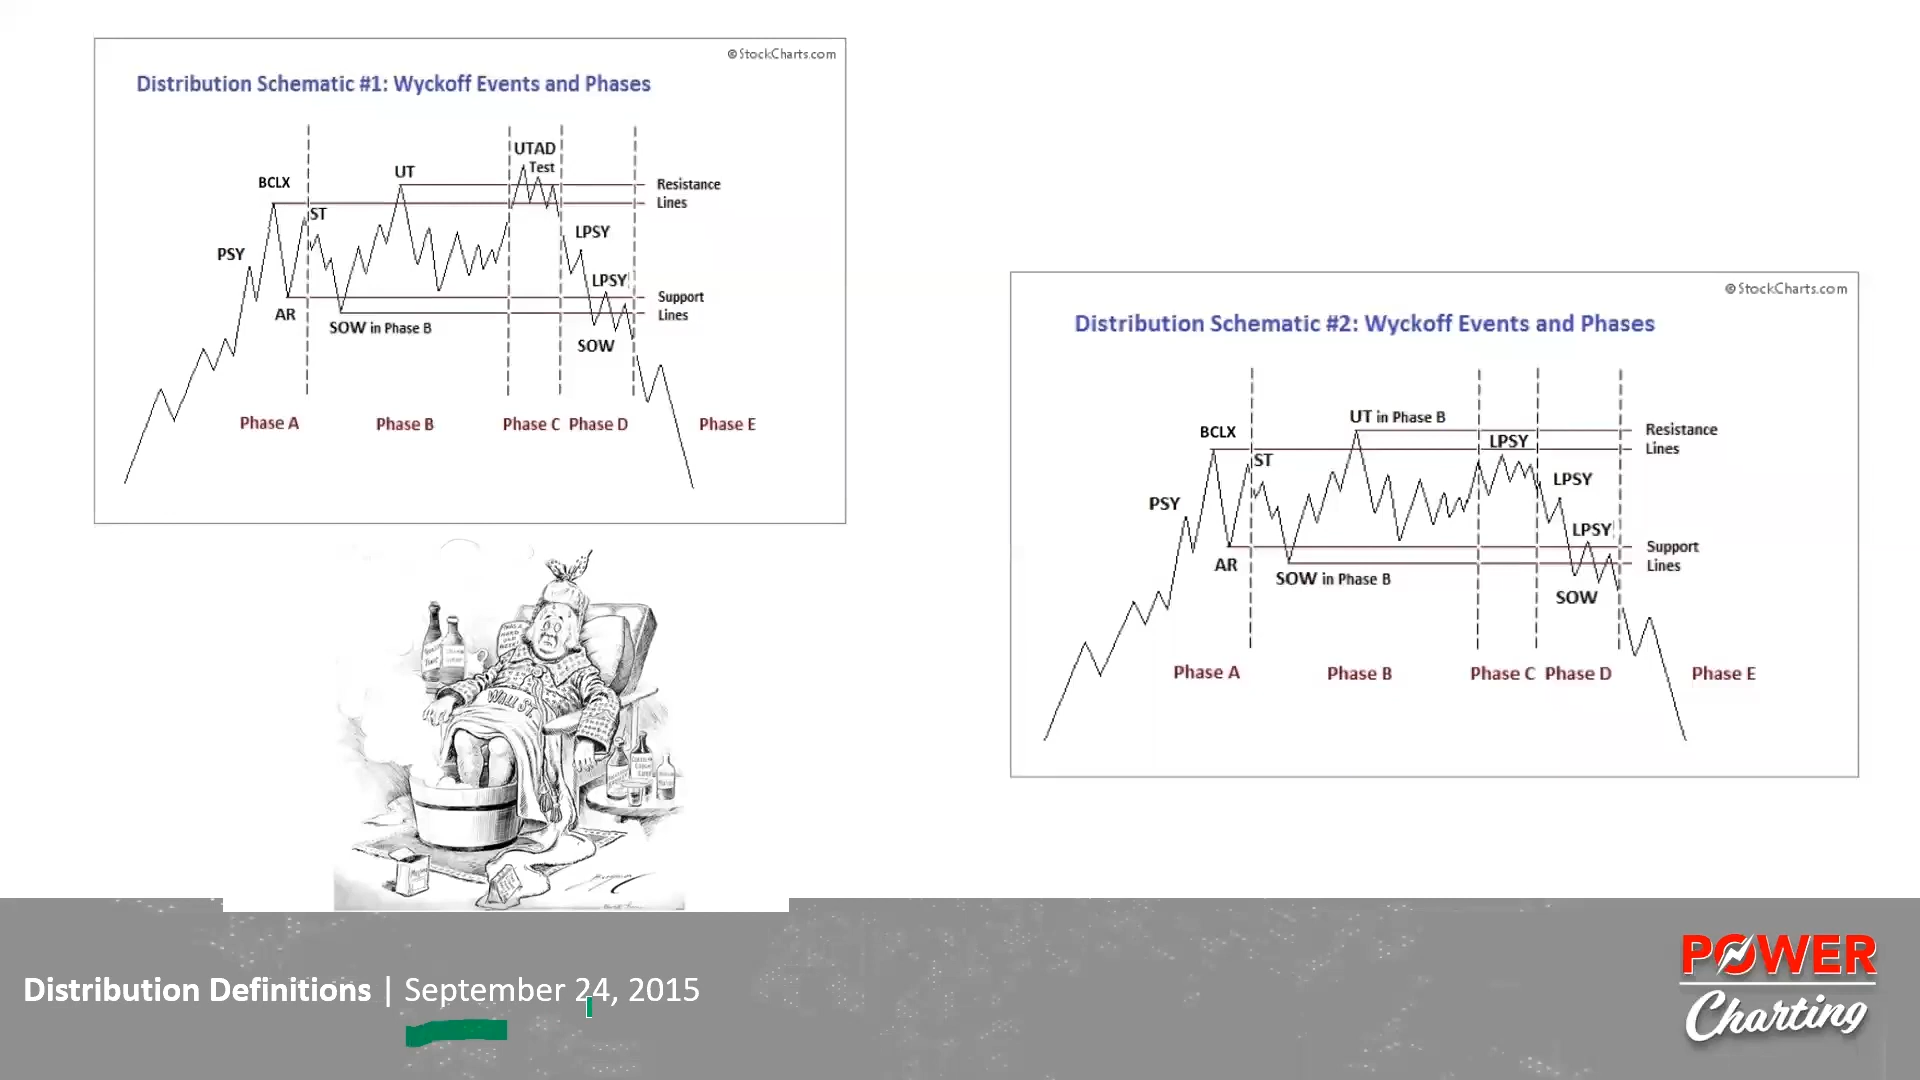 ©StockCharts.com
Distribution Schematic #1: Wyckoff Events and Phases
UTAD
Test
UT
BCLX
Resistance
Lines
ST
LPSY
PSY
LPSY
Support
Lines
AR
SOW in Phase B
SOW
Phase A
Phase B
Phase C
Phase D
Phase E
©StockCharts.com
Distribution Schematic #2: Wyckoff Events and Phases
UT in Phase B
BCLX
Resistance
Lines
LPSY
ST
LPSY
PSY
LPSY
Support
Lines
AR
SOW in Phase B
SOW
Phase A
Phase B
Phase C
Phase D
Phase E
WALL ST.
Distribution Definitions | September 24, 2015
POWER
Charting